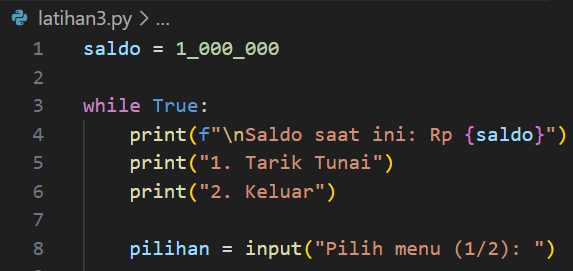 latihan3.py > ...
1 saldo = 1_000_000
2
3 while True:
4     print(f"\nSaldo saat ini: Rp {saldo}")
5     print("1. Tarik Tunai")
6     print("2. Keluar")
7
8     pilihan = input("Pilih menu (1/2): ")